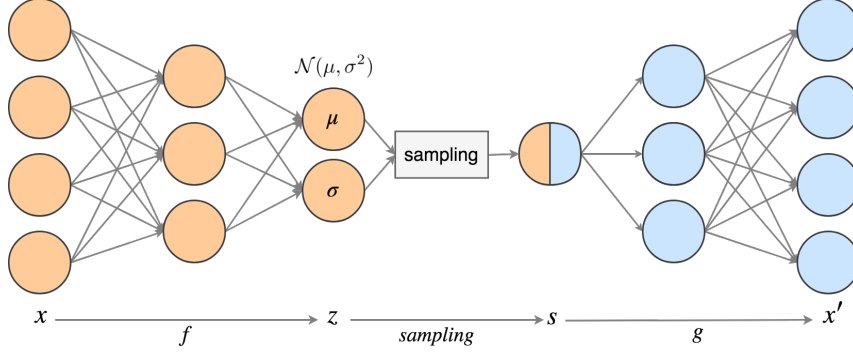 𝒩(μ, σ²)
μ
sampling
σ
x f z sampling s g x′